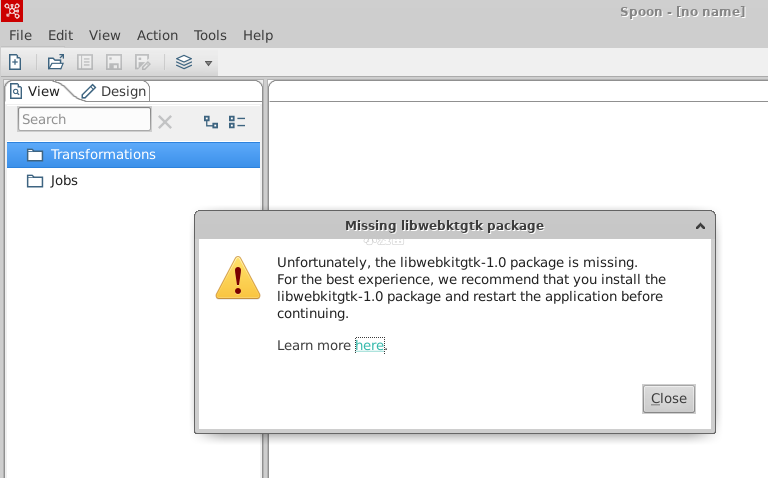 Spoon - [no name]
File Edit View Action Tools Help
View Design
Search
Transformations
Jobs
Missing libwebktgtk package
Unfortunately, the libwebkitgtk-1.0 package is missing.
For the best experience, we recommend that you install the
libwebkitgtk-1.0 package and restart the application before
continuing.
Learn more here.
Close